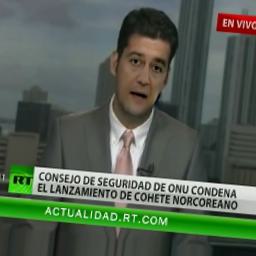 EN VIVO
RT
CONSEJO DE SEGURIDAD DE ONU CONDENA
EL LANZAMIENTO DE COHETE NORCOREANO
ACTUALIDAD.RT.COM